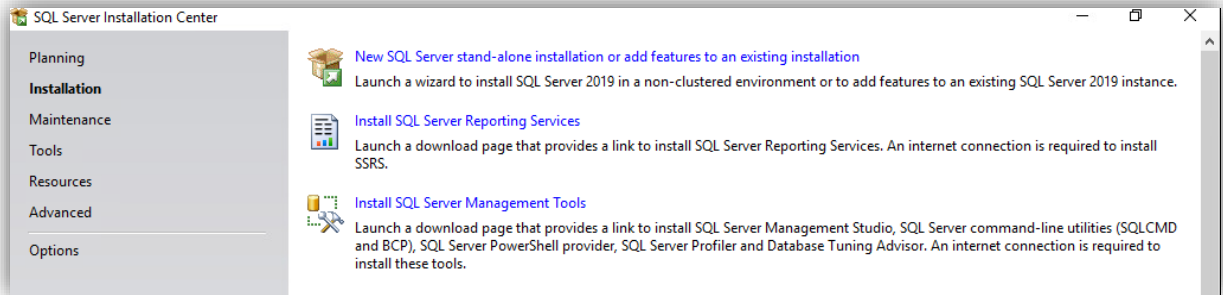 SQL Server Installation Center
Planning
Installation
Maintenance
Tools
Resources
Advanced
Options
New SQL Server stand-alone installation or add features to an existing installation
Launch a wizard to install SQL Server 2019 in a non-clustered environment or to add features to an existing SQL Server 2019 instance.
Install SQL Server Reporting Services
Launch a download page that provides a link to install SQL Server Reporting Services. An internet connection is required to install
SSRS.
Install SQL Server Management Tools
Launch a download page that provides a link to install SQL Server Management Studio, SQL Server command-line utilities (SQLCMD
and BCP), SQL Server PowerShell provider, SQL Server Profiler and Database Tuning Advisor. An internet connection is required to
install these tools.